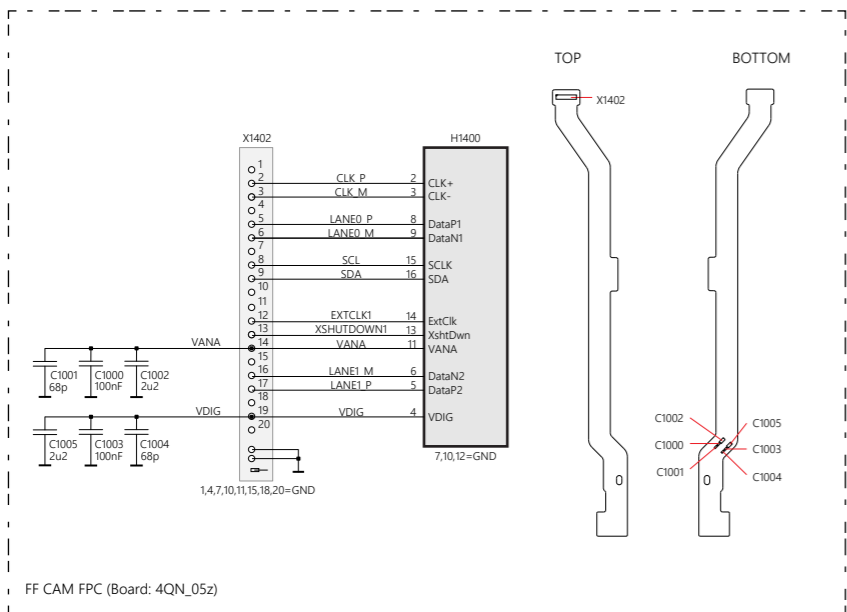 TOP
BOTTOM
X1402
X1402
H1400
1
2 CLK_P 2 CLK+
3 CLK_M 3 CLK-
4
5 LANE0_P 8 DataP1
6 LANE0_M 9 DataN1
7
8 SCL 15 SCLK
9 SDA 16 SDA
10
11
12 EXTCLK1 14 ExtClk
13 XSHUTDOWN1 13 XshtDwn
VANA 14 VANA 11 VANA
15
16 LANE1_M 6 DataN2
17 LANE1_P 5 DataP2
18
VDIG 19 VDIG 4 VDIG
20
C1001 C1000 C1002
68p 100nF 2u2
C1005 C1003 C1004
2u2 100nF 68p
7,10,12=GND
1,4,7,10,11,15,18,20=GND
C1002 C1005
C1000 C1003
C1001 C1004
FF CAM FPC (Board: 4QN_05z)